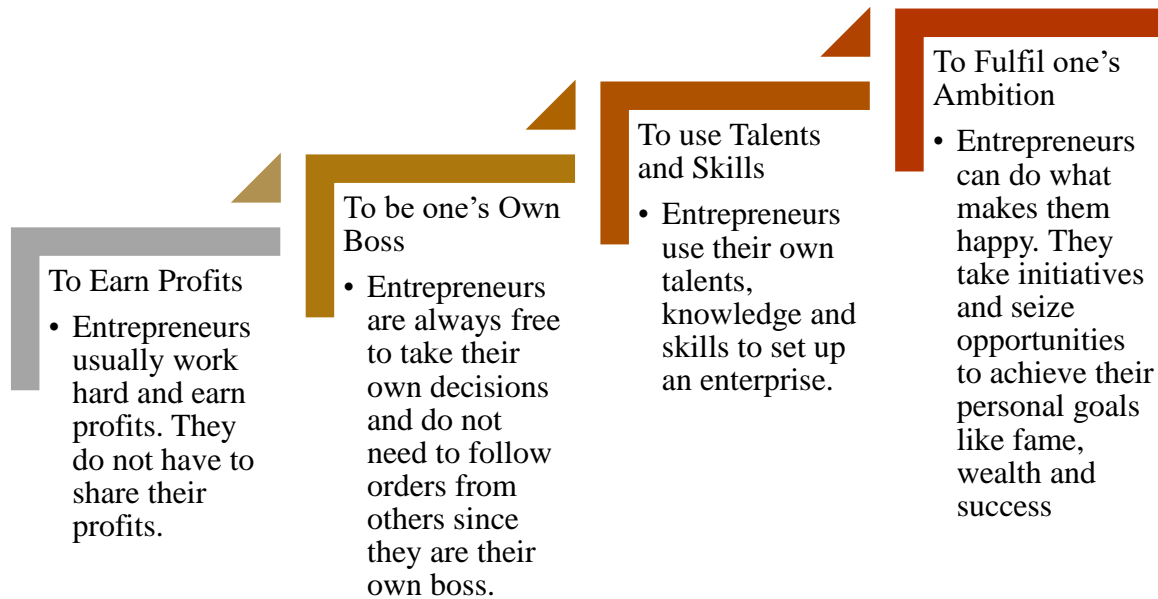 To Earn Profits
• Entrepreneurs
usually work
hard and earn
profits. They
do not have to
share their
profits.
To be one's Own
Boss
• Entrepreneurs
are always free
to take their
own decisions
and do not
need to follow
orders from
others since
they are their
own boss.
To use Talents
and Skills
• Entrepreneurs
use their own
talents,
knowledge and
skills to set up
an enterprise.
To Fulfil one's
Ambition
• Entrepreneurs
can do what
makes them
happy. They
take initiatives
and seize
opportunities
to achieve their
personal goals
like fame,
wealth and
success